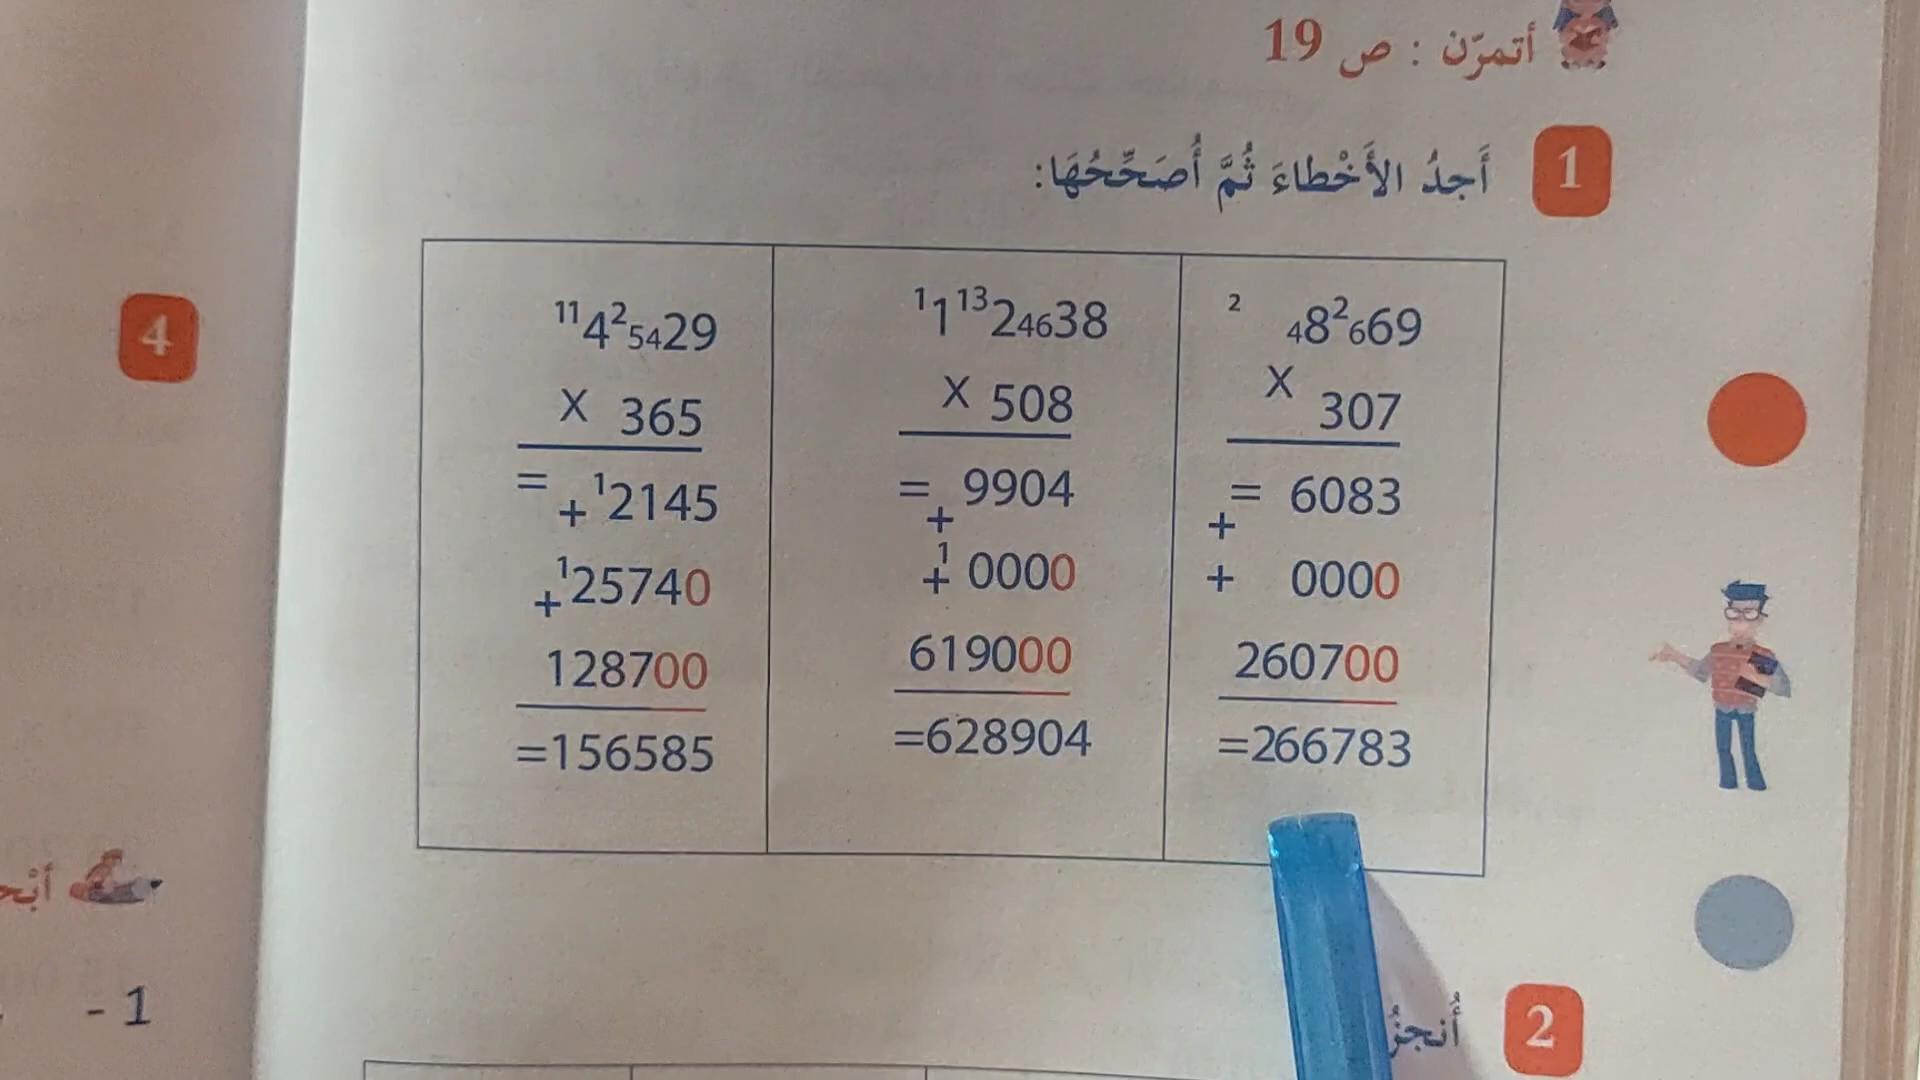 أتمرّن : ص 19
1 أَجِدُ الأَخْطاءَ ثُمَّ أُصَحِّحُهَا:
2 48²669
X 307
= 6083
+
+ 0000
260700
=266783
¹1¹³24638
X 508
= 9904
+
1
+ 0000
619000
=628904
¹¹4²5429
X 365
= + ¹2145
+ ¹25740
128700
=156585
2 أُنجزُ
4
- 1